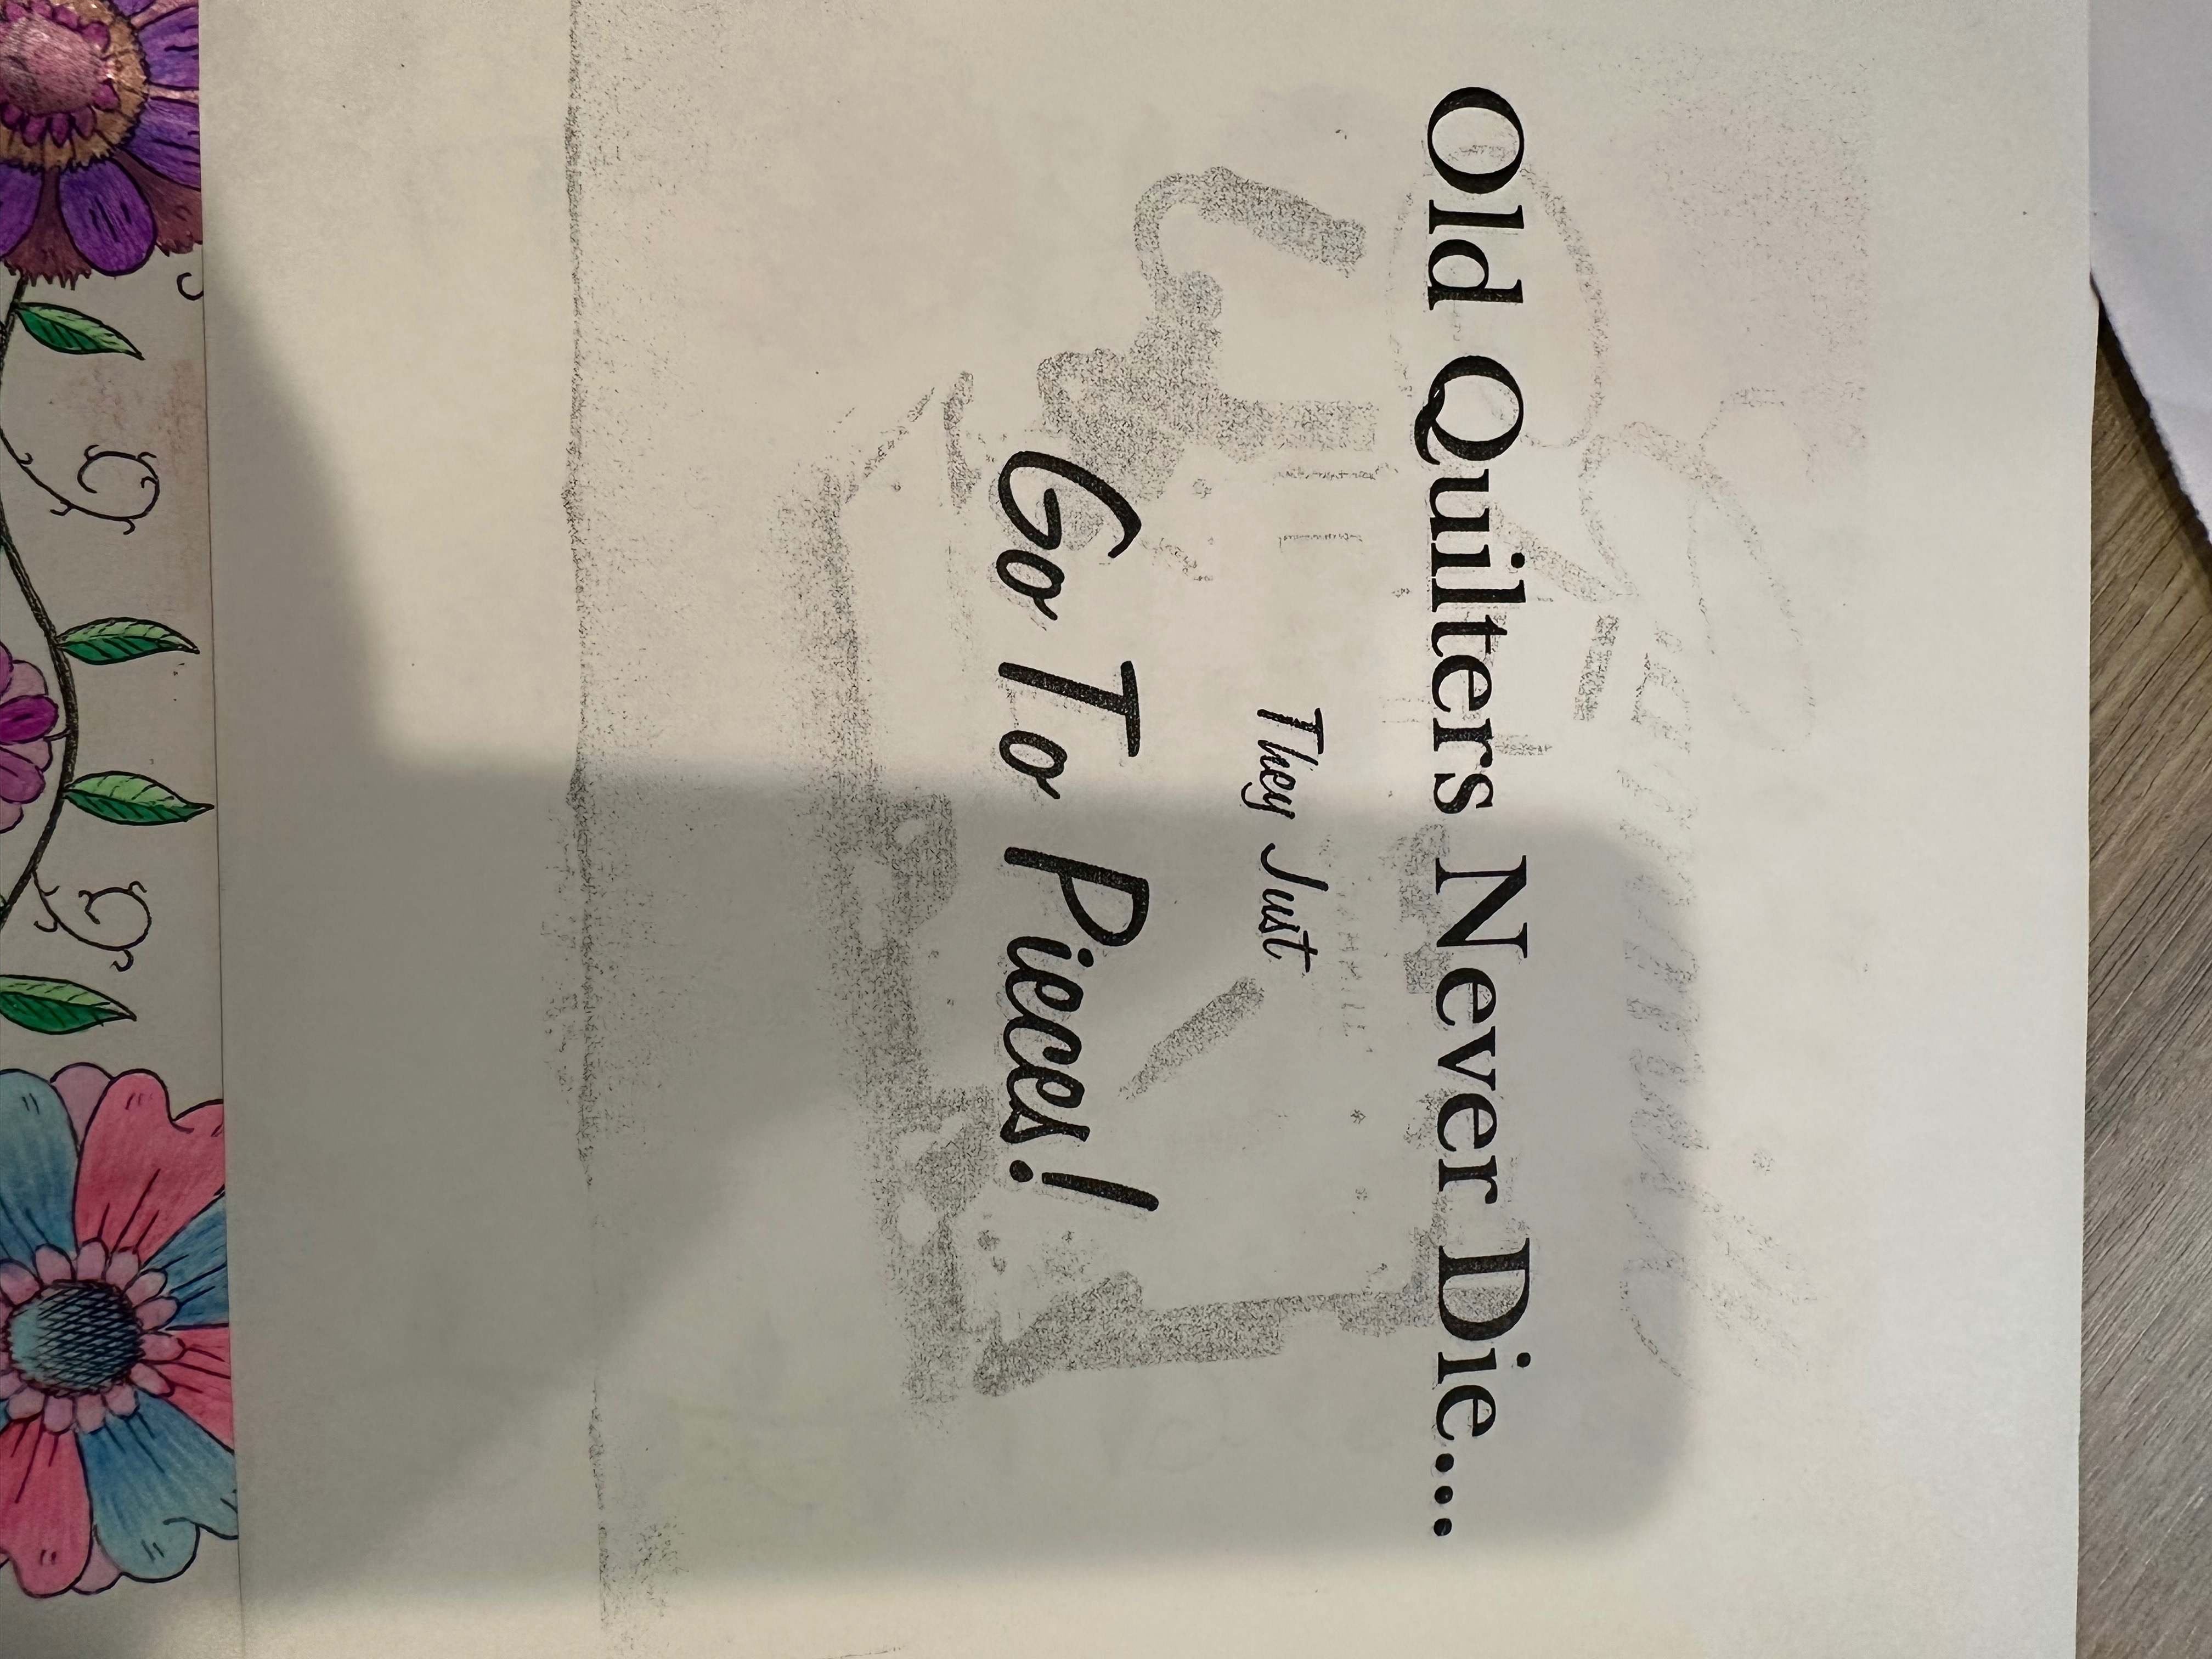 Old Quilters Never Die...
They Just
Go To Pieces!